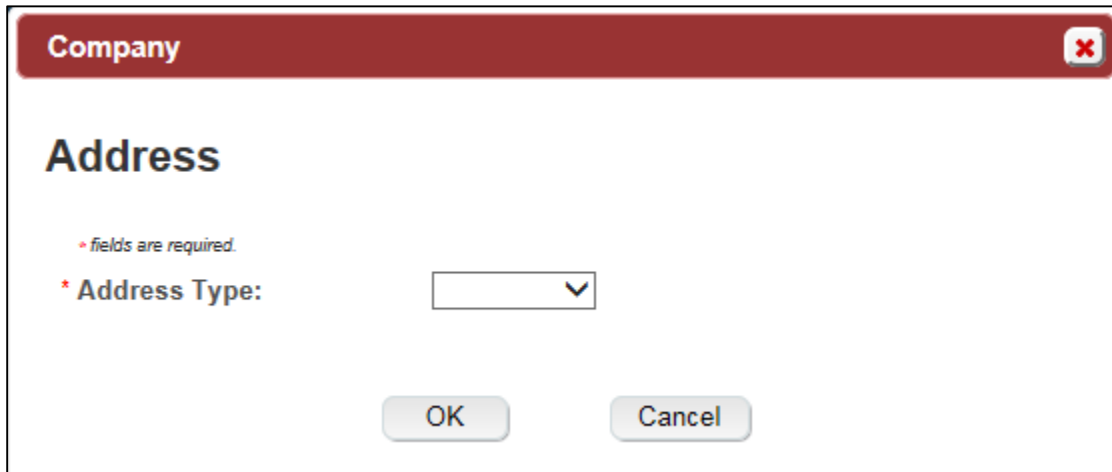 Company
Address
* fields are required.
* Address Type:
OK Cancel